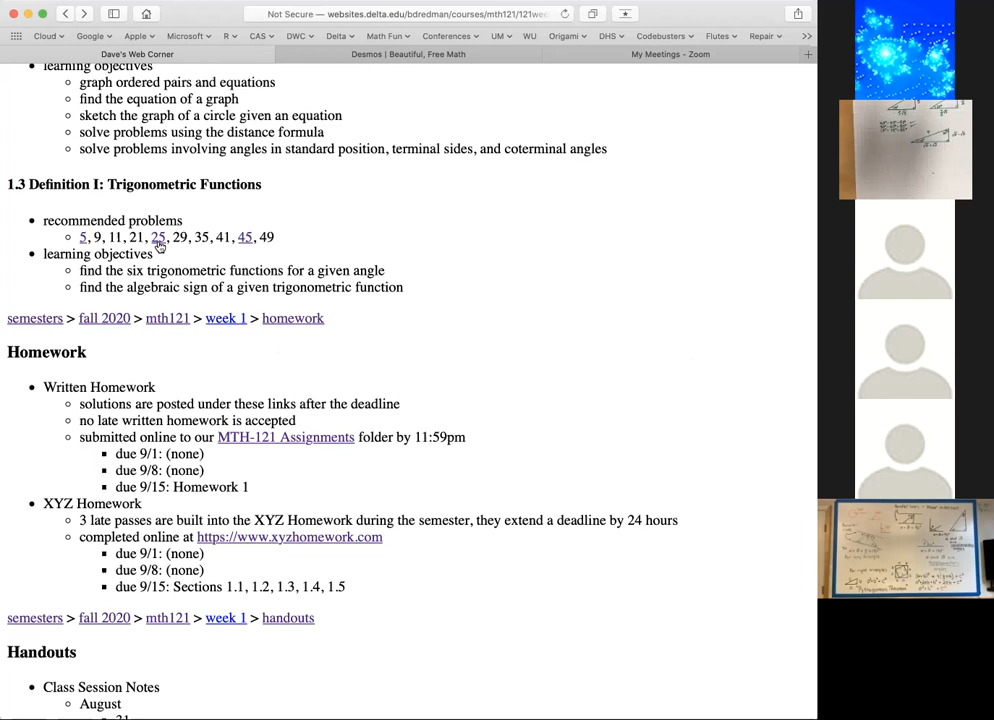 Not Secure — websites.delta.edu/bdredman/courses/mth121/121wee
Cloud Google Apple Microsoft R CAS DWC Delta Math Fun Conferences UM WU Origami DHS Codebusters Flutes Repair >>
Dave's Web Corner Desmos | Beautiful, Free Math My Meetings - Zoom +
• learning objectives
◦ graph ordered pairs and equations
◦ find the equation of a graph
◦ sketch the graph of a circle given an equation
◦ solve problems using the distance formula
◦ solve problems involving angles in standard position, terminal sides, and coterminal angles
1.3 Definition I: Trigonometric Functions
• recommended problems
◦ 5, 9, 11, 21, 25, 29, 35, 41, 45, 49
• learning objectives
◦ find the six trigonometric functions for a given angle
◦ find the algebraic sign of a given trigonometric function
semesters > fall 2020 > mth121 > week 1 > homework
Homework
• Written Homework
◦ solutions are posted under these links after the deadline
◦ no late written homework is accepted
◦ submitted online to our MTH-121 Assignments folder by 11:59pm
▪ due 9/1: (none)
▪ due 9/8: (none)
▪ due 9/15: Homework 1
• XYZ Homework
◦ 3 late passes are built into the XYZ Homework during the semester, they extend a deadline by 24 hours
◦ completed online at https://www.xyzhomework.com
▪ due 9/1: (none)
▪ due 9/8: (none)
▪ due 9/15: Sections 1.1, 1.2, 1.3, 1.4, 1.5
semesters > fall 2020 > mth121 > week 1 > handouts
Handouts
• Class Session Notes
◦ August
31